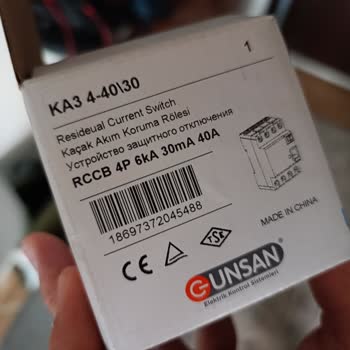 KA3 4-40\30
1
Resideual Current Switch
Kaçak Akım Koruma Rölesi
Устройство защитного отключения
RCCB 4P 6kA 30mA 40A
18697372045488
MADE IN CHINA
CE
TSE
GUNSAN
Elektrik Kontrol Sistemleri